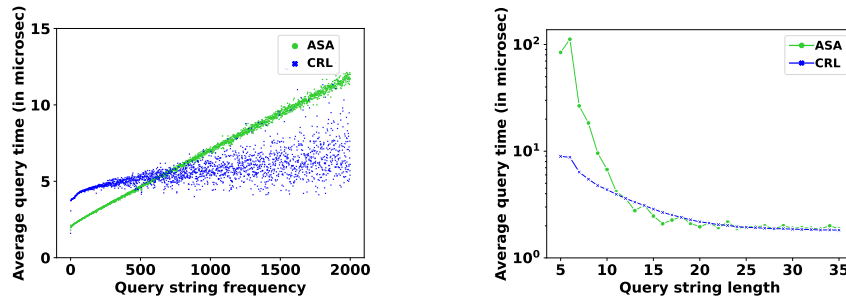 Average query time (in microsec)
15
10
5
0
0
500
1000
1500
2000
Query string frequency
ASA
CRL
Average query time (in microsec)
10²
10¹
10⁰
5
10
15
20
25
30
35
Query string length
ASA
CRL